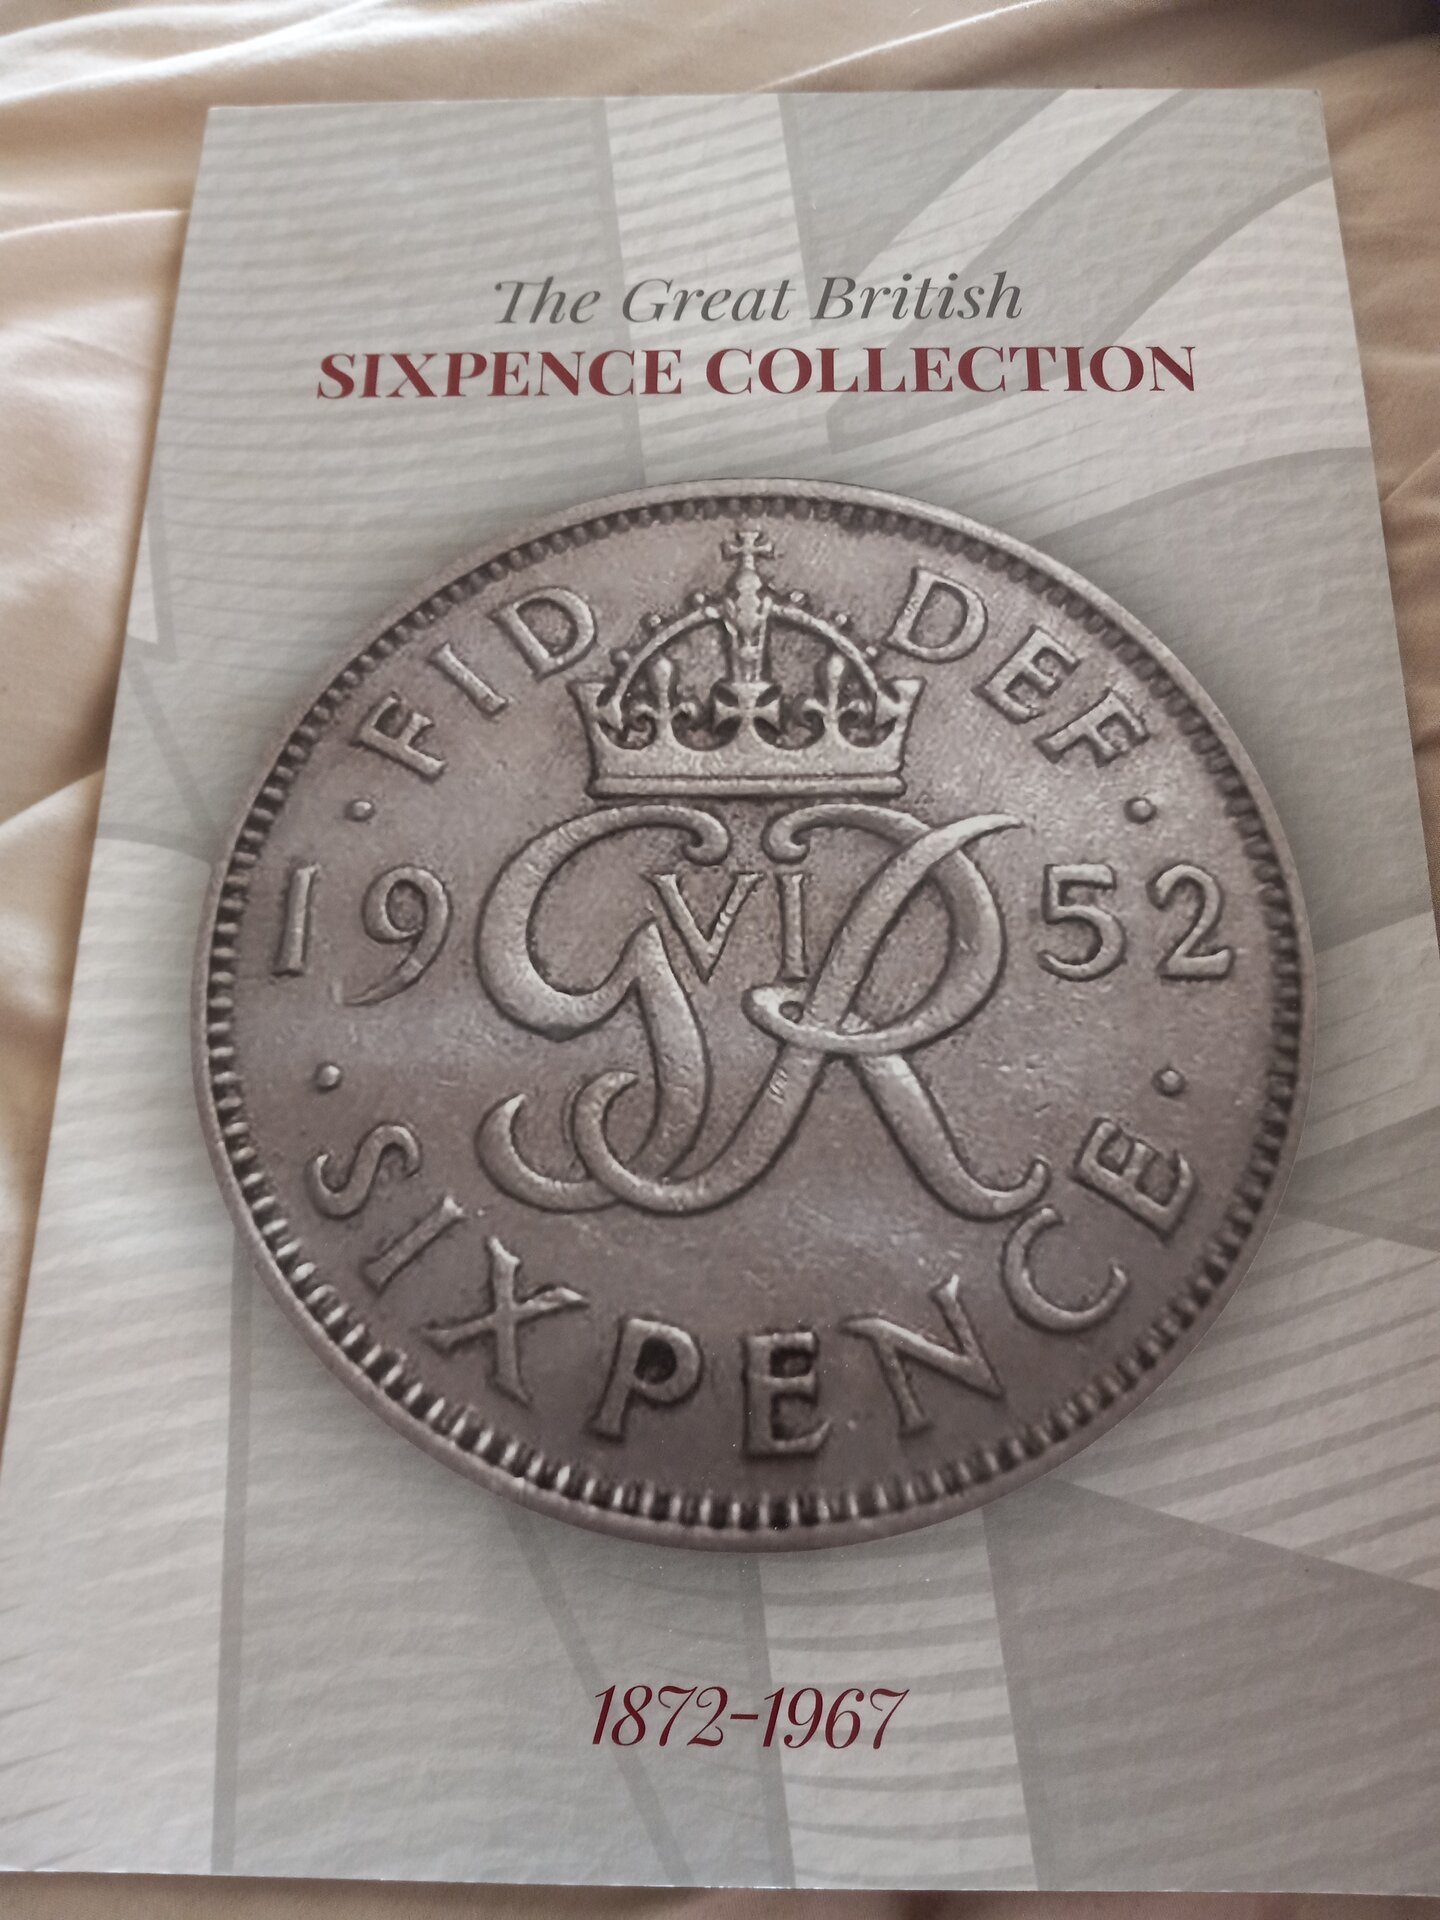 The Great British
SIXPENCE COLLECTION
· FID DEF ·
19 GVIR 52
· SIXPENCE ·
1872–1967